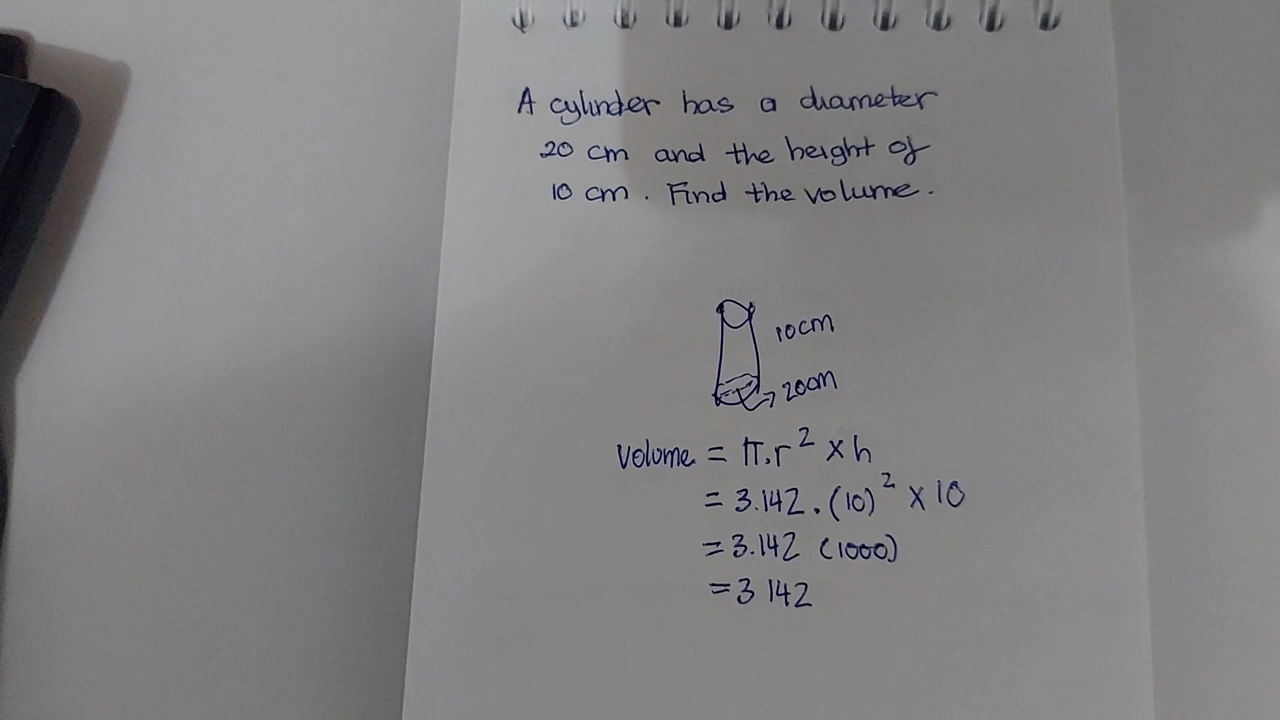 A cylinder has a diameter
20 cm and the height of
10 cm. Find the volume.
10cm
20cm
Volume = π.r² x h
= 3.142 . (10)² x 10
= 3.142 (1000)
= 3 142